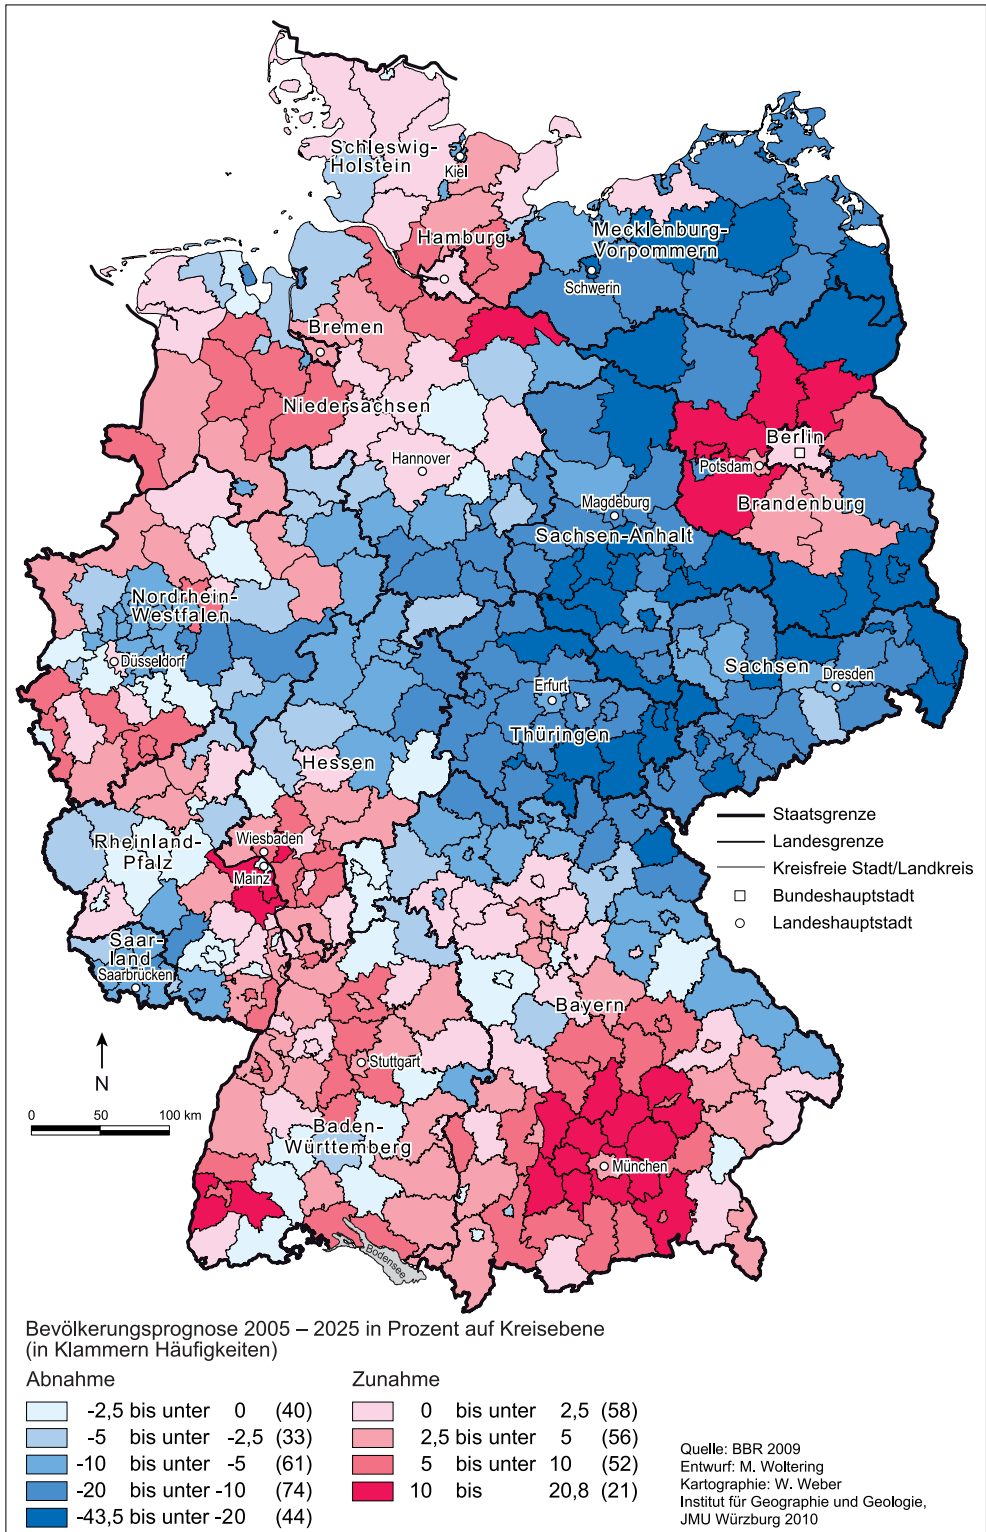 Schleswig-
Holstein
Kiel
Hamburg
Mecklenburg-
Vorpommern
Schwerin
Bremen
Niedersachsen
Hannover
Berlin
Potsdam
Brandenburg
Magdeburg
Sachsen-Anhalt
Nordrhein-
Westfalen
Düsseldorf
Sachsen
Dresden
Erfurt
Thüringen
Hessen
Rheinland-
Pfalz
Wiesbaden
Mainz
Saar-
land
Saarbrücken
Bayern
Stuttgart
Baden-
Württemberg
München
Bodensee
Staatsgrenze
Landesgrenze
Kreisfreie Stadt/Landkreis
Bundeshauptstadt
Landeshauptstadt
N
0 50 100 km
Bevölkerungsprognose 2005 – 2025 in Prozent auf Kreisebene
(in Klammern Häufigkeiten)
Abnahme
-2,5 bis unter 0 (40)
-5 bis unter -2,5 (33)
-10 bis unter -5 (61)
-20 bis unter -10 (74)
-43,5 bis unter -20 (44)
Zunahme
0 bis unter 2,5 (58)
2,5 bis unter 5 (56)
5 bis unter 10 (52)
10 bis 20,8 (21)
Quelle: BBR 2009
Entwurf: M. Woltering
Kartographie: W. Weber
Institut für Geographie und Geologie,
JMU Würzburg 2010